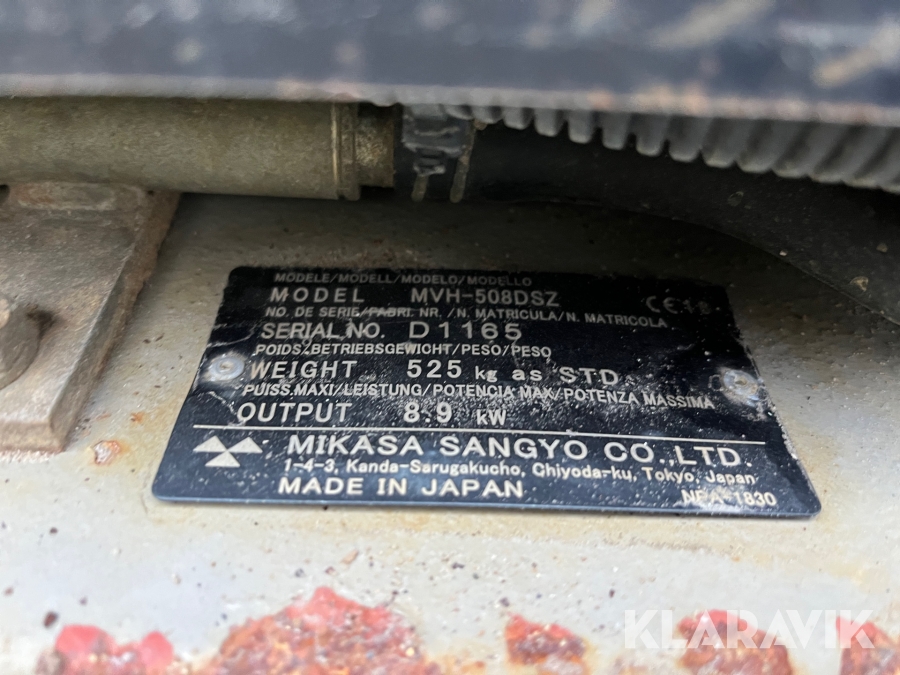 MODELE/MODELL/MODELO/MODELLO
MODEL MVH-508DSZ CE
NO. DE SERIE/FABRI. NR. /N. MATRICULA/N. MATRICOLA
SERIAL NO. D1165
POIDS/BETRIEBSGEWICHT/PESO/PESO
WEIGHT 525 kg as STD
PUISS.MAXI/LEISTUNG/POTENCIA MAX/POTENZA MASSIMA
OUTPUT 8.9 kW
MIKASA SANGYO CO.,LTD.
1-4-3, Kanda-Sarugakucho, Chiyoda-ku, Tokyo, Japan
MADE IN JAPAN NPA-1830
KLARAVIK